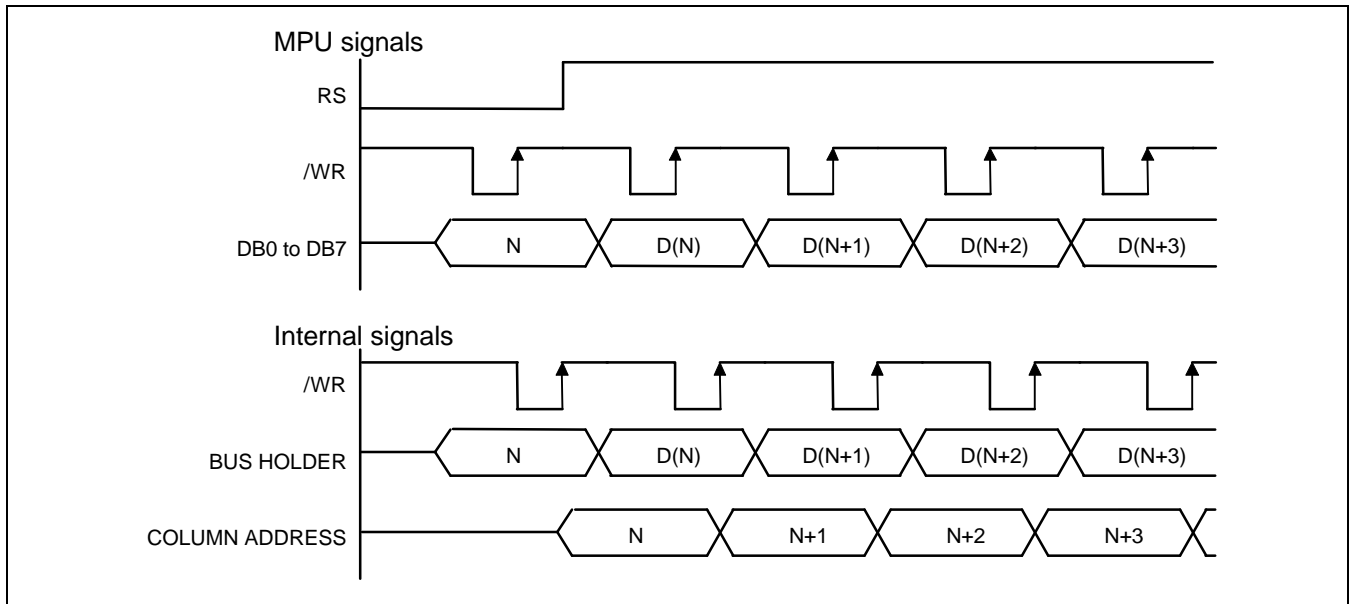 MPU signals
RS
/WR
DB0 to DB7
N
D(N)
D(N+1)
D(N+2)
D(N+3)
Internal signals
/WR
BUS HOLDER
N
D(N)
D(N+1)
D(N+2)
D(N+3)
COLUMN ADDRESS
N
N+1
N+2
N+3